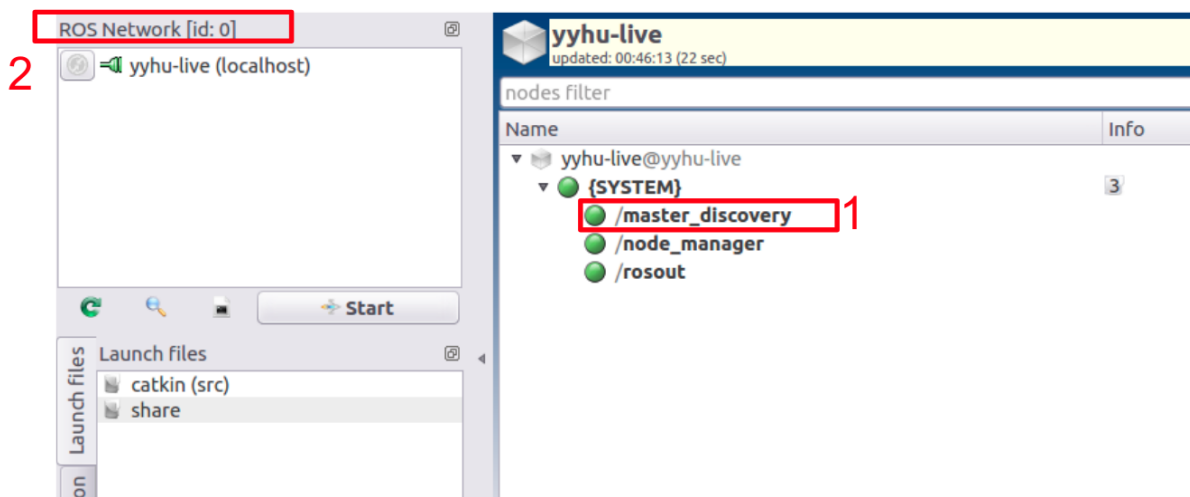 ROS Network [id: 0]
2
yyhu-live (localhost)
Start
Launch files
Launch files
catkin (src)
share
on
yyhu-live
updated: 00:46:13 (22 sec)
nodes filter
Name Info
yyhu-live@yyhu-live
{SYSTEM} 3
/master_discovery 1
/node_manager
/rosout